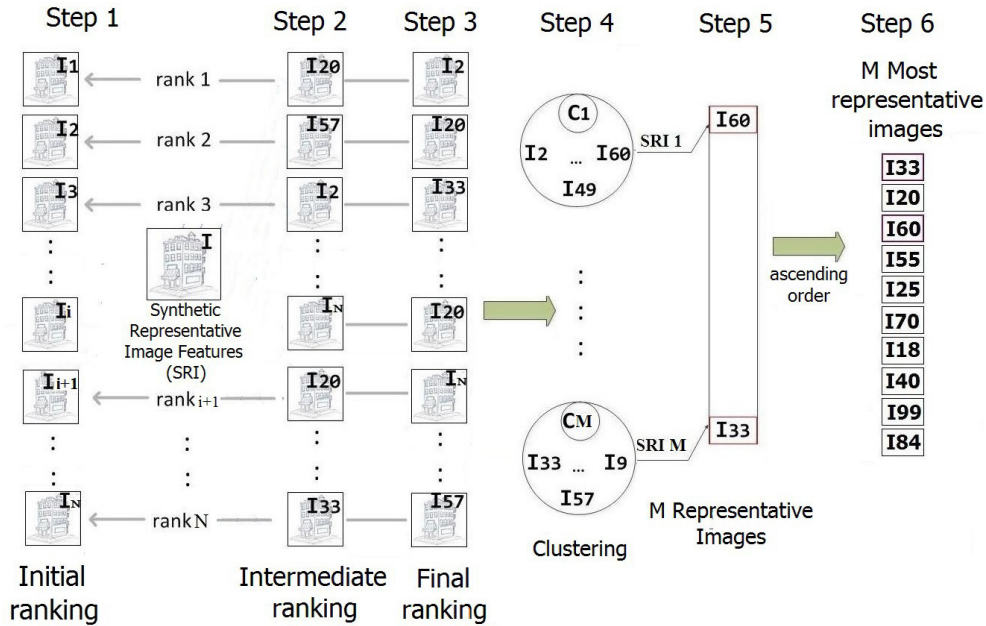 Step 1
Step 2
Step 3
Step 4
Step 5
Step 6
I1
rank 1
I20
I2
I2
rank 2
I57
I20
I3
rank 3
I2
I33
I
Synthetic
Representative
Image Features
(SRI)
Ii
IN
I20
Ii+1
ranki+1
I20
IN
IN
rank N
I33
I57
Initial
ranking
Intermediate
ranking
Final
ranking
C1
I2 ... I60
I49
SRI 1
CM
I33 ... I9
I57
SRI M
Clustering
I60
I33
M Representative
Images
ascending
order
M Most
representative
images
I33
I20
I60
I55
I25
I70
I18
I40
I99
I84